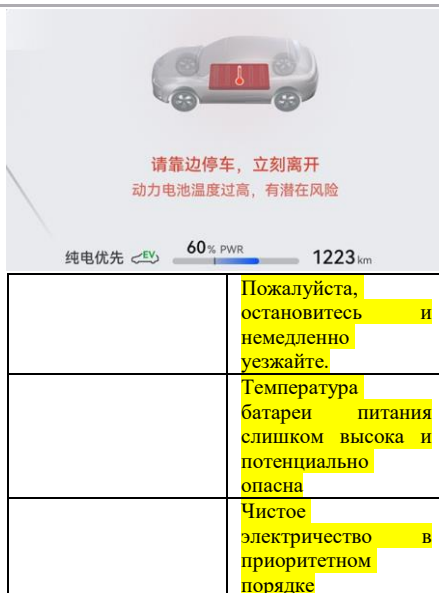 请靠边停车，立刻离开
动力电池温度过高，有潜在风险
纯电优先 EV 60% PWR 1223 km
Пожалуйста,
остановитесь и
немедленно
уезжайте.
Температура
батареи питания
слишком высока и
потенциально
опасна
Чистое
электричество в
приоритетном
порядке